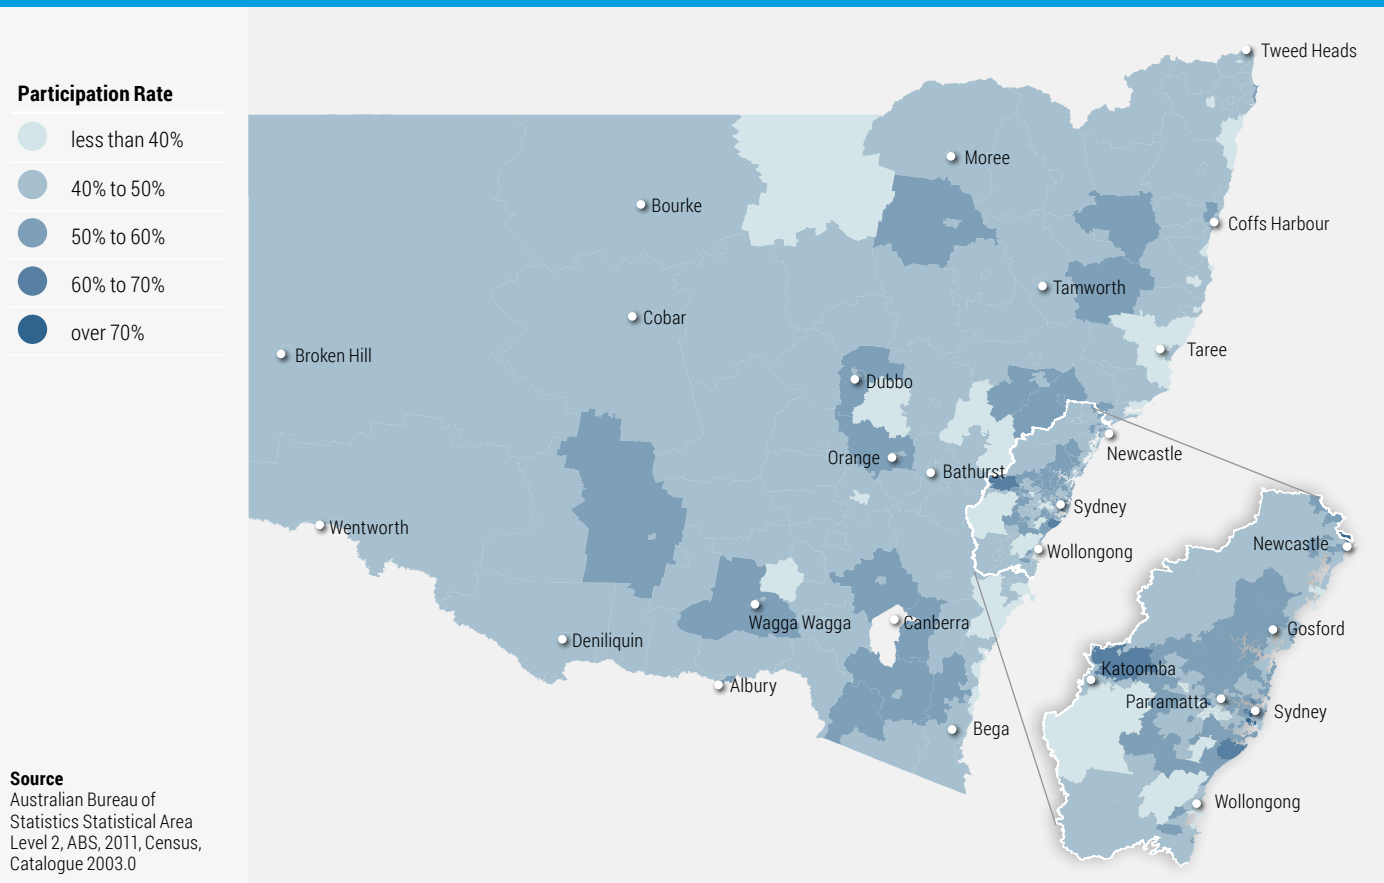 Participation Rate
less than 40%
40% to 50%
50% to 60%
60% to 70%
over 70%
Tweed Heads
Moree
Bourke
Coffs Harbour
Tamworth
Cobar
Taree
Broken Hill
Dubbo
Newcastle
Orange
Bathurst
Sydney
Wentworth
Wollongong
Newcastle
Wagga Wagga
Canberra
Gosford
Deniliquin
Katoomba
Albury
Parramatta
Sydney
Bega
Wollongong
Source
Australian Bureau of
Statistics Statistical Area
Level 2, ABS, 2011, Census,
Catalogue 2003.0